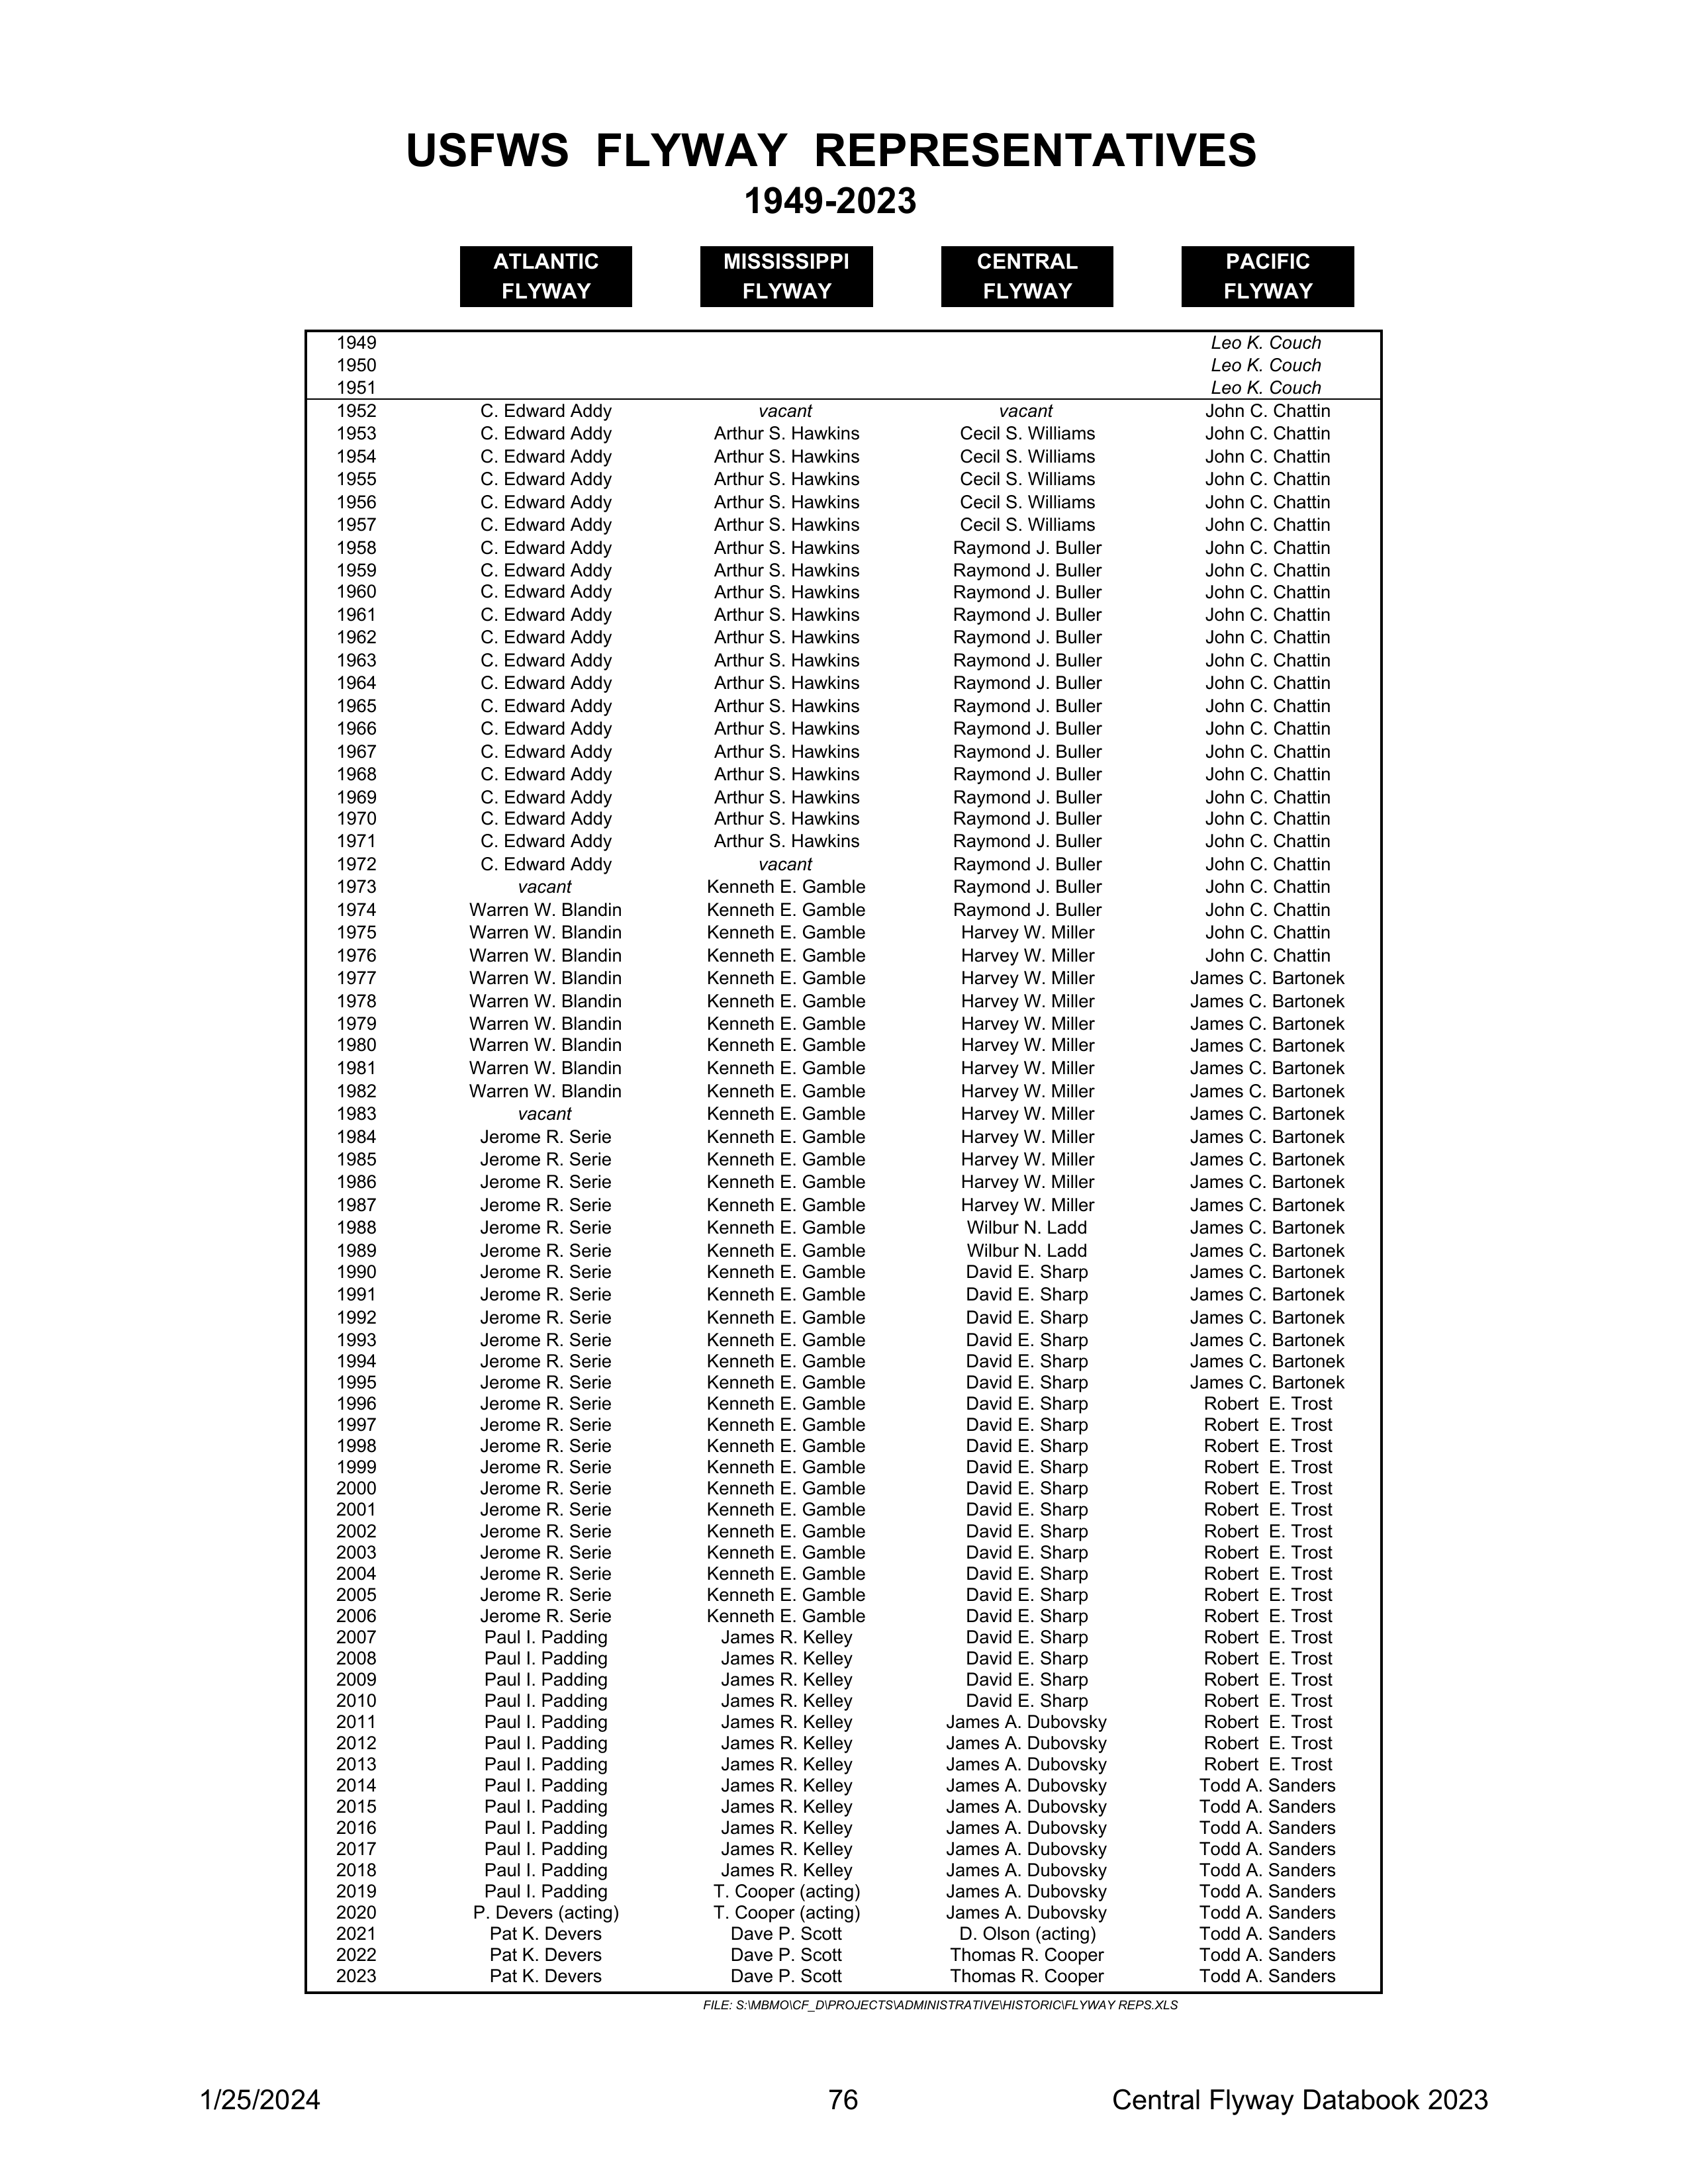 USFWS FLYWAY REPRESENTATIVES
1949-2023
ATLANTIC FLYWAY MISSISSIPPI FLYWAY CENTRAL FLYWAY PACIFIC FLYWAY
1949 Leo K. Couch
1950 Leo K. Couch
1951 Leo K. Couch
1952 C. Edward Addy vacant vacant John C. Chattin
1953 C. Edward Addy Arthur S. Hawkins Cecil S. Williams John C. Chattin
1954 C. Edward Addy Arthur S. Hawkins Cecil S. Williams John C. Chattin
1955 C. Edward Addy Arthur S. Hawkins Cecil S. Williams John C. Chattin
1956 C. Edward Addy Arthur S. Hawkins Cecil S. Williams John C. Chattin
1957 C. Edward Addy Arthur S. Hawkins Cecil S. Williams John C. Chattin
1958 C. Edward Addy Arthur S. Hawkins Raymond J. Buller John C. Chattin
1959 C. Edward Addy Arthur S. Hawkins Raymond J. Buller John C. Chattin
1960 C. Edward Addy Arthur S. Hawkins Raymond J. Buller John C. Chattin
1961 C. Edward Addy Arthur S. Hawkins Raymond J. Buller John C. Chattin
1962 C. Edward Addy Arthur S. Hawkins Raymond J. Buller John C. Chattin
1963 C. Edward Addy Arthur S. Hawkins Raymond J. Buller John C. Chattin
1964 C. Edward Addy Arthur S. Hawkins Raymond J. Buller John C. Chattin
1965 C. Edward Addy Arthur S. Hawkins Raymond J. Buller John C. Chattin
1966 C. Edward Addy Arthur S. Hawkins Raymond J. Buller John C. Chattin
1967 C. Edward Addy Arthur S. Hawkins Raymond J. Buller John C. Chattin
1968 C. Edward Addy Arthur S. Hawkins Raymond J. Buller John C. Chattin
1969 C. Edward Addy Arthur S. Hawkins Raymond J. Buller John C. Chattin
1970 C. Edward Addy Arthur S. Hawkins Raymond J. Buller John C. Chattin
1971 C. Edward Addy Arthur S. Hawkins Raymond J. Buller John C. Chattin
1972 C. Edward Addy vacant Raymond J. Buller John C. Chattin
1973 vacant Kenneth E. Gamble Raymond J. Buller John C. Chattin
1974 Warren W. Blandin Kenneth E. Gamble Raymond J. Buller John C. Chattin
1975 Warren W. Blandin Kenneth E. Gamble Harvey W. Miller John C. Chattin
1976 Warren W. Blandin Kenneth E. Gamble Harvey W. Miller John C. Chattin
1977 Warren W. Blandin Kenneth E. Gamble Harvey W. Miller James C. Bartonek
1978 Warren W. Blandin Kenneth E. Gamble Harvey W. Miller James C. Bartonek
1979 Warren W. Blandin Kenneth E. Gamble Harvey W. Miller James C. Bartonek
1980 Warren W. Blandin Kenneth E. Gamble Harvey W. Miller James C. Bartonek
1981 Warren W. Blandin Kenneth E. Gamble Harvey W. Miller James C. Bartonek
1982 Warren W. Blandin Kenneth E. Gamble Harvey W. Miller James C. Bartonek
1983 vacant Kenneth E. Gamble Harvey W. Miller James C. Bartonek
1984 Jerome R. Serie Kenneth E. Gamble Harvey W. Miller James C. Bartonek
1985 Jerome R. Serie Kenneth E. Gamble Harvey W. Miller James C. Bartonek
1986 Jerome R. Serie Kenneth E. Gamble Harvey W. Miller James C. Bartonek
1987 Jerome R. Serie Kenneth E. Gamble Harvey W. Miller James C. Bartonek
1988 Jerome R. Serie Kenneth E. Gamble Wilbur N. Ladd James C. Bartonek
1989 Jerome R. Serie Kenneth E. Gamble Wilbur N. Ladd James C. Bartonek
1990 Jerome R. Serie Kenneth E. Gamble David E. Sharp James C. Bartonek
1991 Jerome R. Serie Kenneth E. Gamble David E. Sharp James C. Bartonek
1992 Jerome R. Serie Kenneth E. Gamble David E. Sharp James C. Bartonek
1993 Jerome R. Serie Kenneth E. Gamble David E. Sharp James C. Bartonek
1994 Jerome R. Serie Kenneth E. Gamble David E. Sharp James C. Bartonek
1995 Jerome R. Serie Kenneth E. Gamble David E. Sharp James C. Bartonek
1996 Jerome R. Serie Kenneth E. Gamble David E. Sharp Robert E. Trost
1997 Jerome R. Serie Kenneth E. Gamble David E. Sharp Robert E. Trost
1998 Jerome R. Serie Kenneth E. Gamble David E. Sharp Robert E. Trost
1999 Jerome R. Serie Kenneth E. Gamble David E. Sharp Robert E. Trost
2000 Jerome R. Serie Kenneth E. Gamble David E. Sharp Robert E. Trost
2001 Jerome R. Serie Kenneth E. Gamble David E. Sharp Robert E. Trost
2002 Jerome R. Serie Kenneth E. Gamble David E. Sharp Robert E. Trost
2003 Jerome R. Serie Kenneth E. Gamble David E. Sharp Robert E. Trost
2004 Jerome R. Serie Kenneth E. Gamble David E. Sharp Robert E. Trost
2005 Jerome R. Serie Kenneth E. Gamble David E. Sharp Robert E. Trost
2006 Jerome R. Serie Kenneth E. Gamble David E. Sharp Robert E. Trost
2007 Paul I. Padding James R. Kelley David E. Sharp Robert E. Trost
2008 Paul I. Padding James R. Kelley David E. Sharp Robert E. Trost
2009 Paul I. Padding James R. Kelley David E. Sharp Robert E. Trost
2010 Paul I. Padding James R. Kelley David E. Sharp Robert E. Trost
2011 Paul I. Padding James R. Kelley James A. Dubovsky Robert E. Trost
2012 Paul I. Padding James R. Kelley James A. Dubovsky Robert E. Trost
2013 Paul I. Padding James R. Kelley James A. Dubovsky Robert E. Trost
2014 Paul I. Padding James R. Kelley James A. Dubovsky Todd A. Sanders
2015 Paul I. Padding James R. Kelley James A. Dubovsky Todd A. Sanders
2016 Paul I. Padding James R. Kelley James A. Dubovsky Todd A. Sanders
2017 Paul I. Padding James R. Kelley James A. Dubovsky Todd A. Sanders
2018 Paul I. Padding James R. Kelley James A. Dubovsky Todd A. Sanders
2019 Paul I. Padding T. Cooper (acting) James A. Dubovsky Todd A. Sanders
2020 P. Devers (acting) T. Cooper (acting) James A. Dubovsky Todd A. Sanders
2021 Pat K. Devers Dave P. Scott D. Olson (acting) Todd A. Sanders
2022 Pat K. Devers Dave P. Scott Thomas R. Cooper Todd A. Sanders
2023 Pat K. Devers Dave P. Scott Thomas R. Cooper Todd A. Sanders
FILE: S:\MBMO\CF_D\PROJECTS\ADMINISTRATIVE\HISTORIC\FLYWAY REPS.XLS
1/25/2024 76 Central Flyway Databook 2023